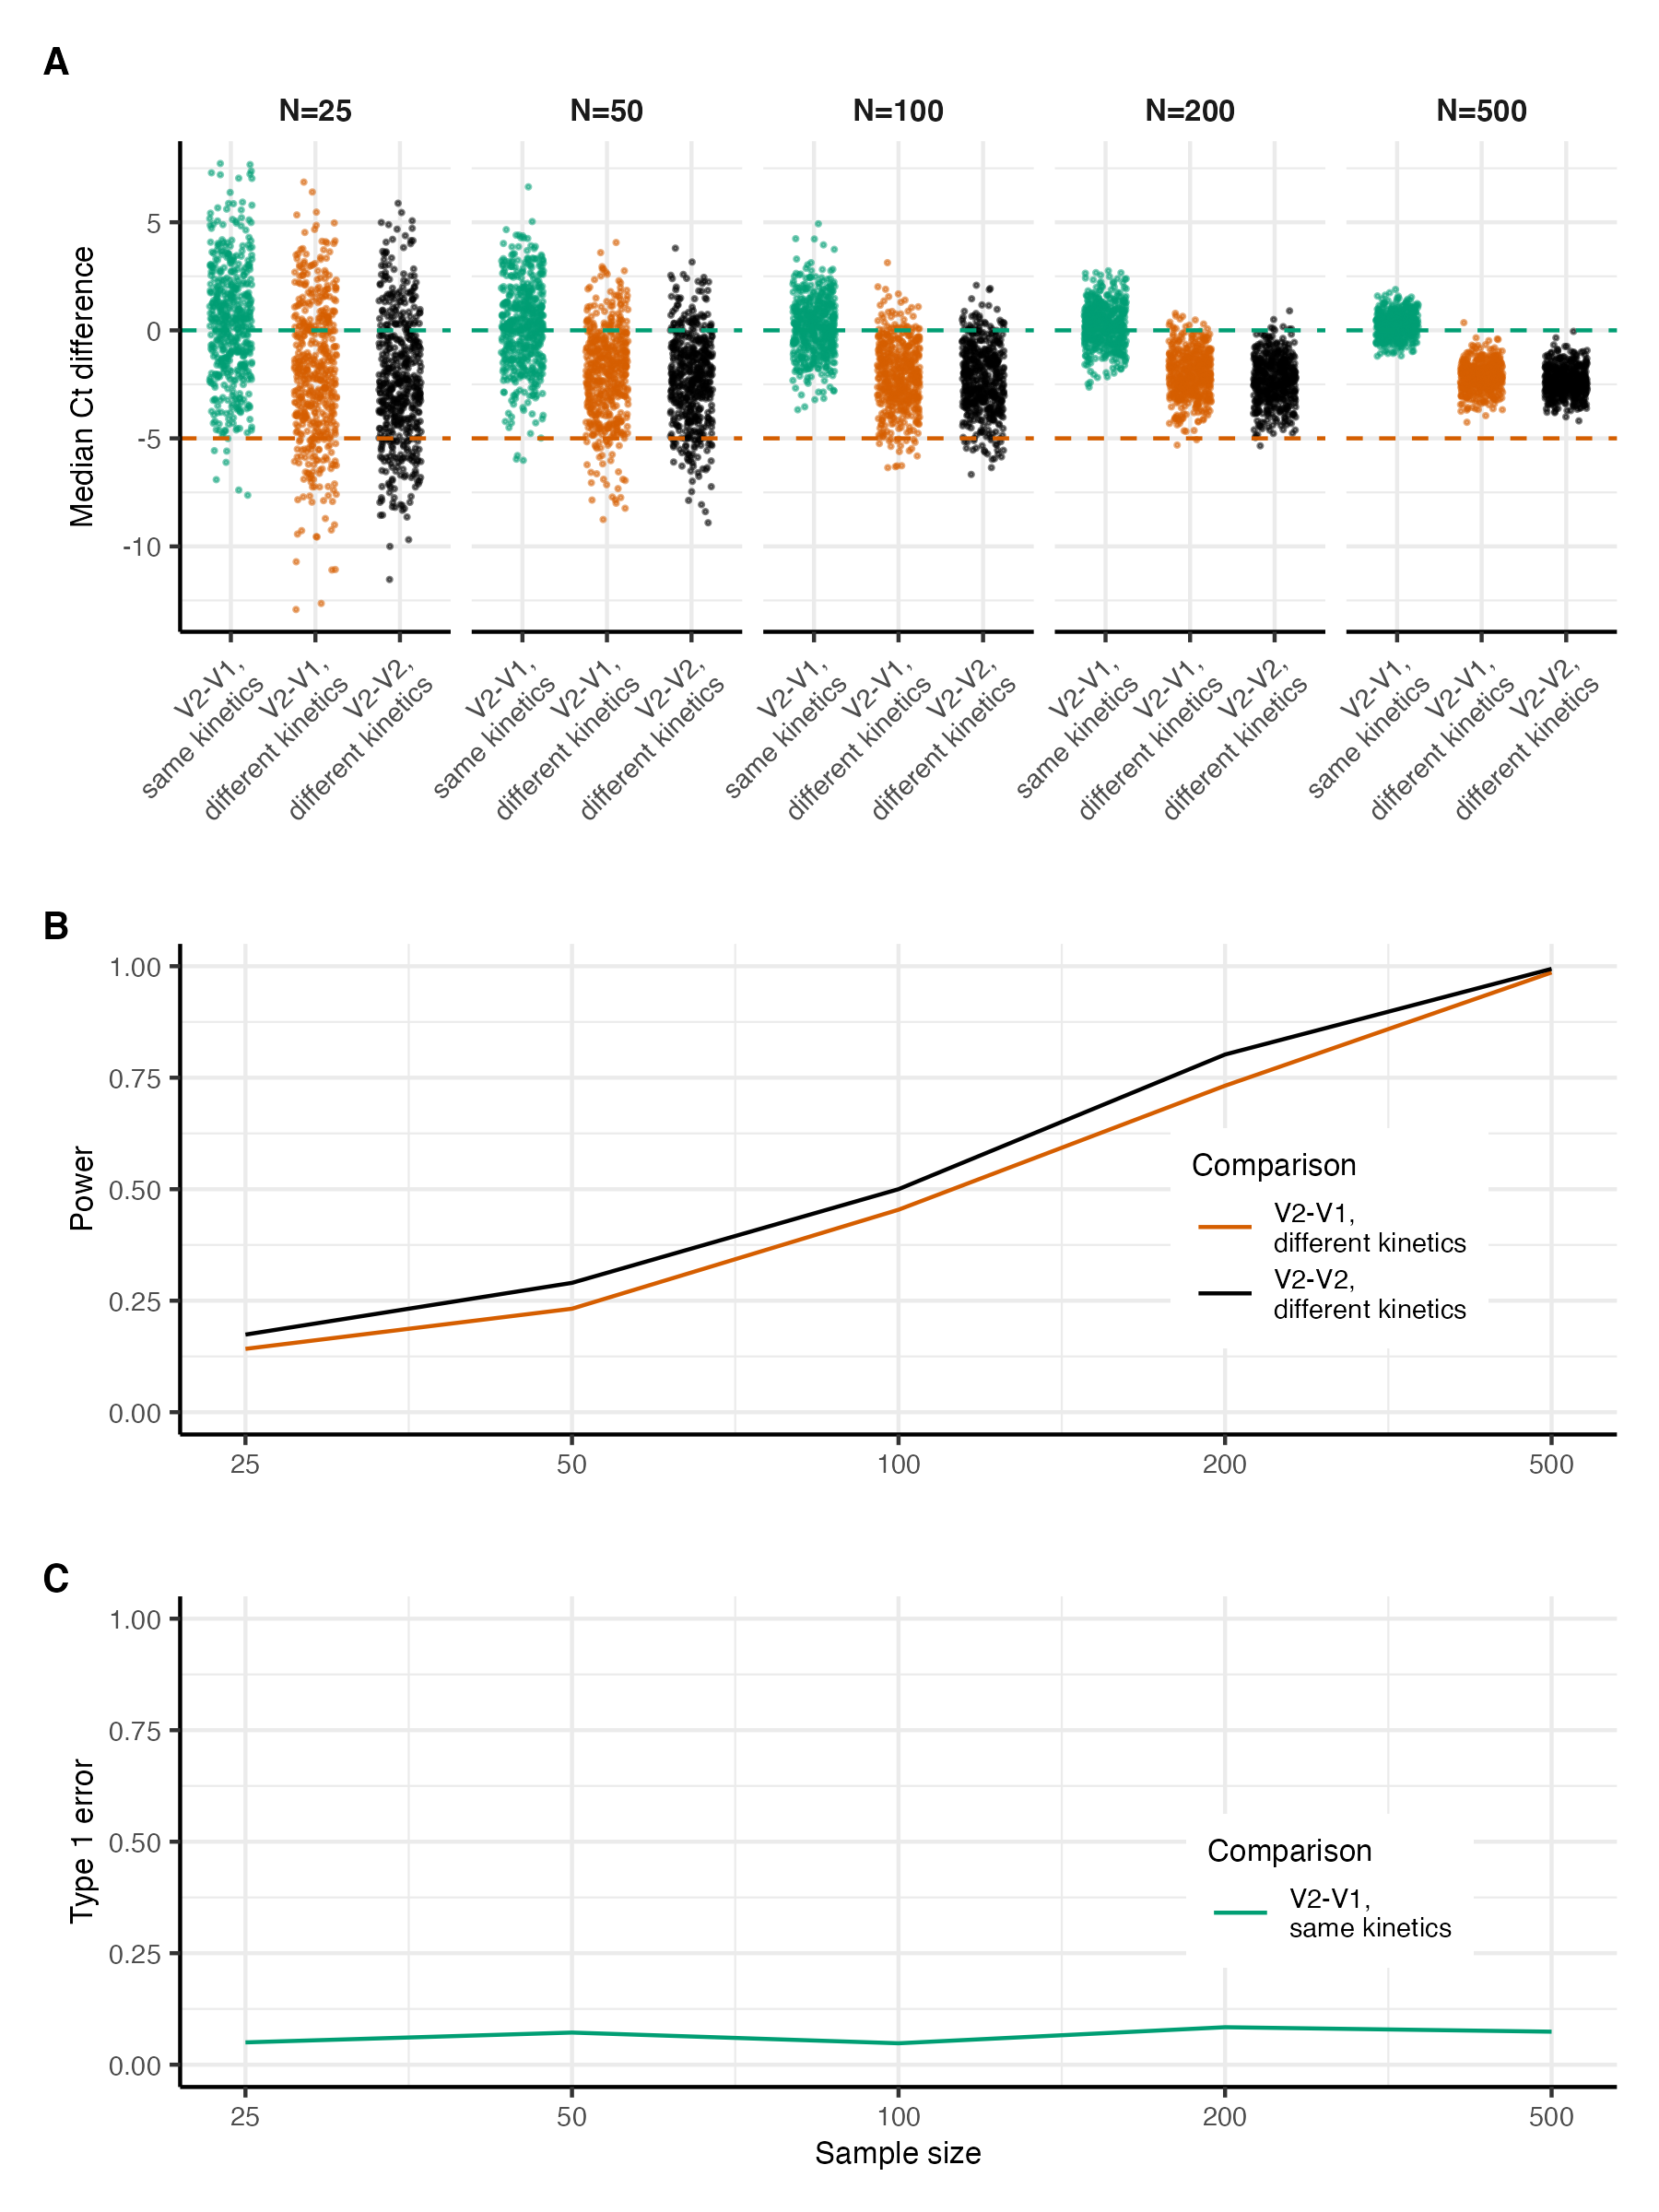 A
N=25 N=50 N=100 N=200 N=500
Median Ct difference
5
0
-5
-10
V2-V1,
same kinetics
V2-V1,
different kinetics
V2-V2,
different kinetics
V2-V1,
same kinetics
V2-V1,
different kinetics
V2-V2,
different kinetics
V2-V1,
same kinetics
V2-V1,
different kinetics
V2-V2,
different kinetics
V2-V1,
same kinetics
V2-V1,
different kinetics
V2-V2,
different kinetics
V2-V1,
same kinetics
V2-V1,
different kinetics
V2-V2,
different kinetics
B
Power
1.00
0.75
0.50
0.25
0.00
Comparison
V2-V1,
different kinetics
V2-V2,
different kinetics
25 50 100 200 500
C
Type 1 error
1.00
0.75
0.50
0.25
0.00
Comparison
V2-V1,
same kinetics
25 50 100 200 500
Sample size